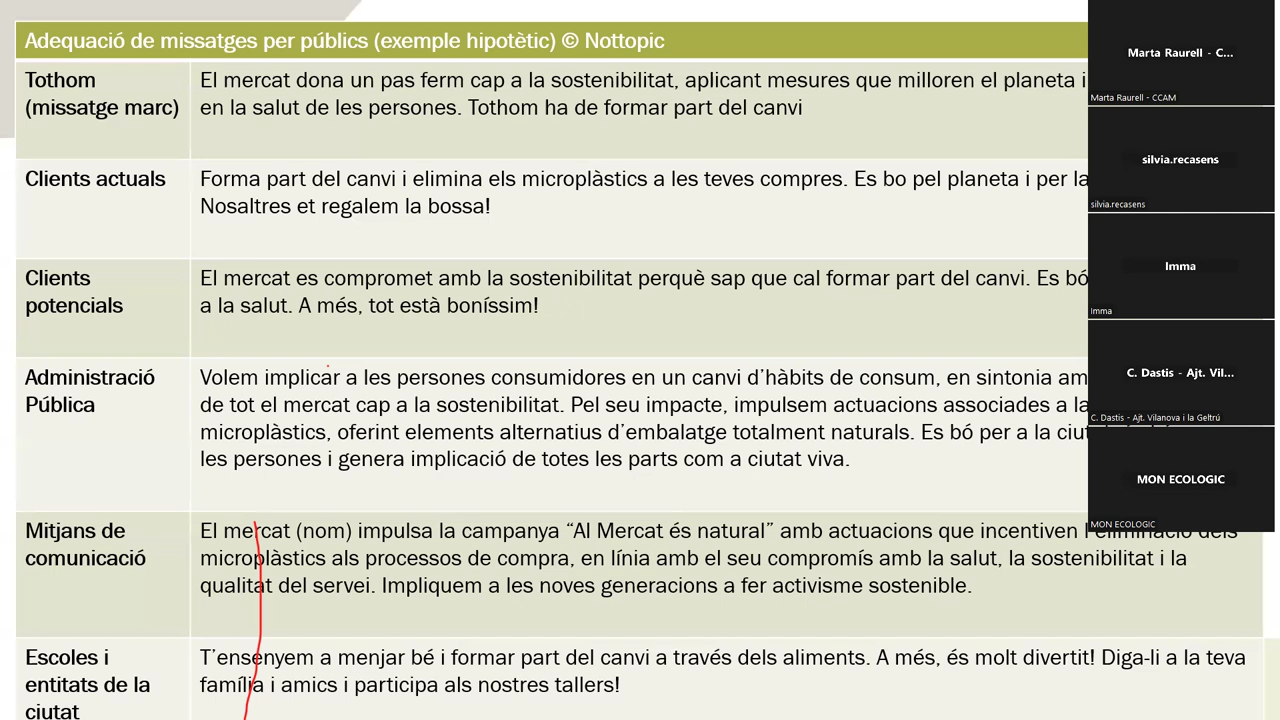 Adequació de missatges per públics (exemple hipotètic) © Nottopic
Tothom
(missatge marc)
El mercat dona un pas ferm cap a la sostenibilitat, aplicant mesures que milloren el planeta i
en la salut de les persones. Tothom ha de formar part del canvi
Clients actuals
Forma part del canvi i elimina els microplàstics a les teves compres. Es bo pel planeta i per la
Nosaltres et regalem la bossa!
Clients
potencials
El mercat es compromet amb la sostenibilitat perquè sap que cal formar part del canvi. Es bó
a la salut. A més, tot està boníssim!
Administració
Pública
Volem implicar a les persones consumidores en un canvi d’hàbits de consum, en sintonia am
de tot el mercat cap a la sostenibilitat. Pel seu impacte, impulsem actuacions associades a la
microplàstics, oferint elements alternatius d’embalatge totalment naturals. Es bó per a la
les persones i genera implicació de totes les parts com a ciutat viva.
Mitjans de
comunicació
El mercat (nom) impulsa la campanya “Al Mercat és natural” amb actuacions que incentiven l’eliminació dels
microplàstics als processos de compra, en línia amb el seu compromís amb la salut, la sostenibilitat i la
qualitat del servei. Impliquem a les noves generacions a fer activisme sostenible.
Escoles i
entitats de la
ciutat
T’ensenyem a menjar bé i formar part del canvi a través dels aliments. A més, és molt divertit! Diga-li a la teva
família i amics i participa als nostres tallers!
Marta Raurell - C...
Marta Raurell - CCAM
silvia.recasens
silvia.recasens
Imma
Imma
C. Dastis - Ajt. Vil...
C. Dastis - Ajt. Vilanova i la Geltrú
MON ECOLOGIC
MON ECOLOGIC